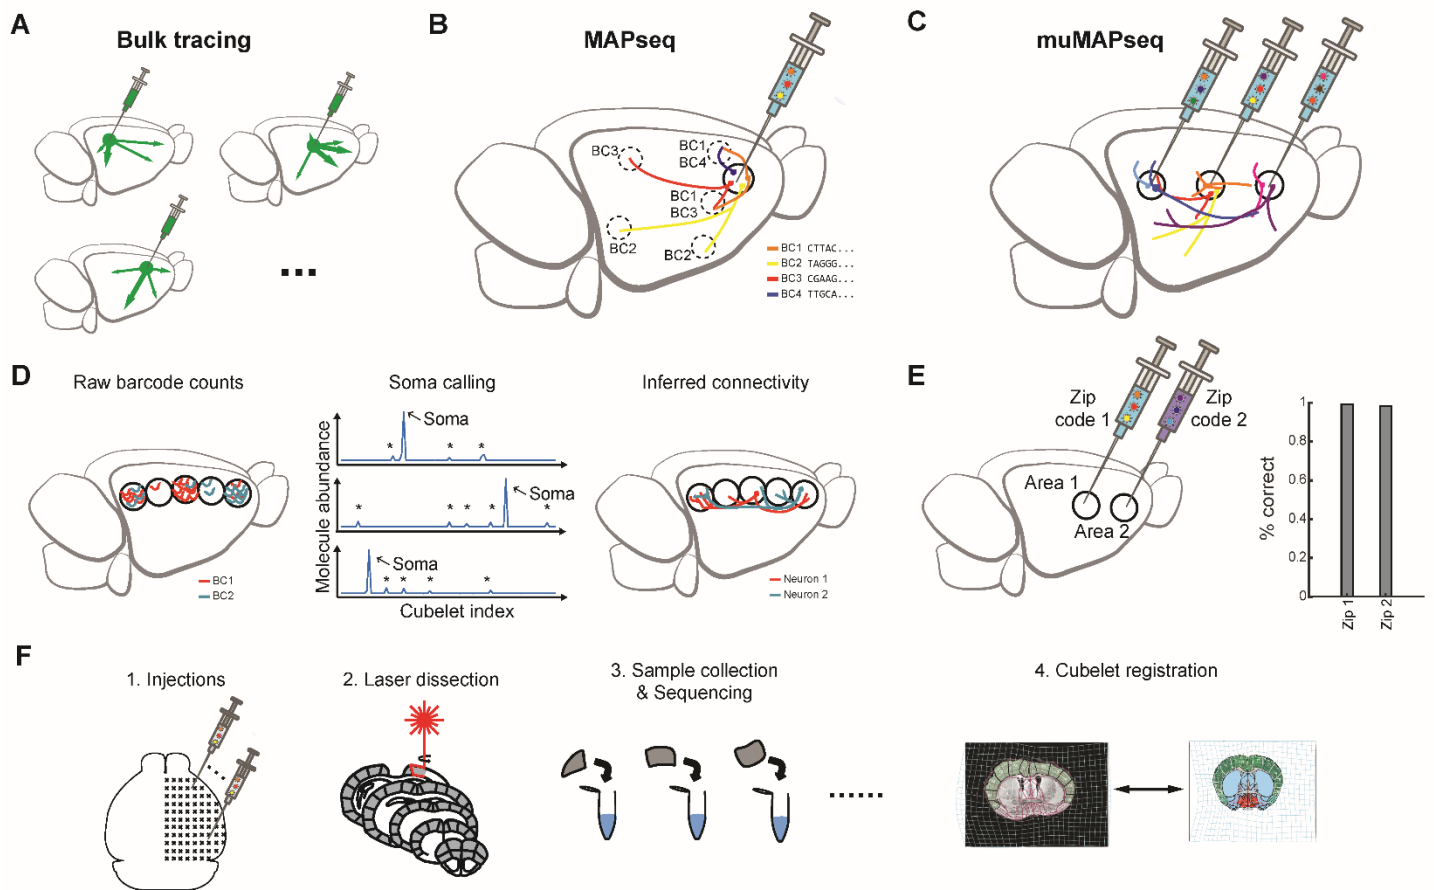 A
Bulk tracing
B
MAPseq
BC3
BC1
BC4
BC1
BC3
BC2
BC2
BC1 CTTAC...
BC2 TAGGG...
BC3 CGAAG...
BC4 TTGCA...
C
muMAPseq
D
Raw barcode counts
BC1
BC2
Soma calling
Molecule abundance
Soma
*
*
*
Soma
*
*
*
*
*
Soma
*
*
*
*
*
Cubelet index
Inferred connectivity
Neuron 1
Neuron 2
E
Zip
code 1
Zip
code 2
Area 1
Area 2
% correct
1
0.8
0.6
0.4
0.2
0
Zip 1
Zip 2
F
1. Injections
2. Laser dissection
3. Sample collection
& Sequencing
4. Cubelet registration